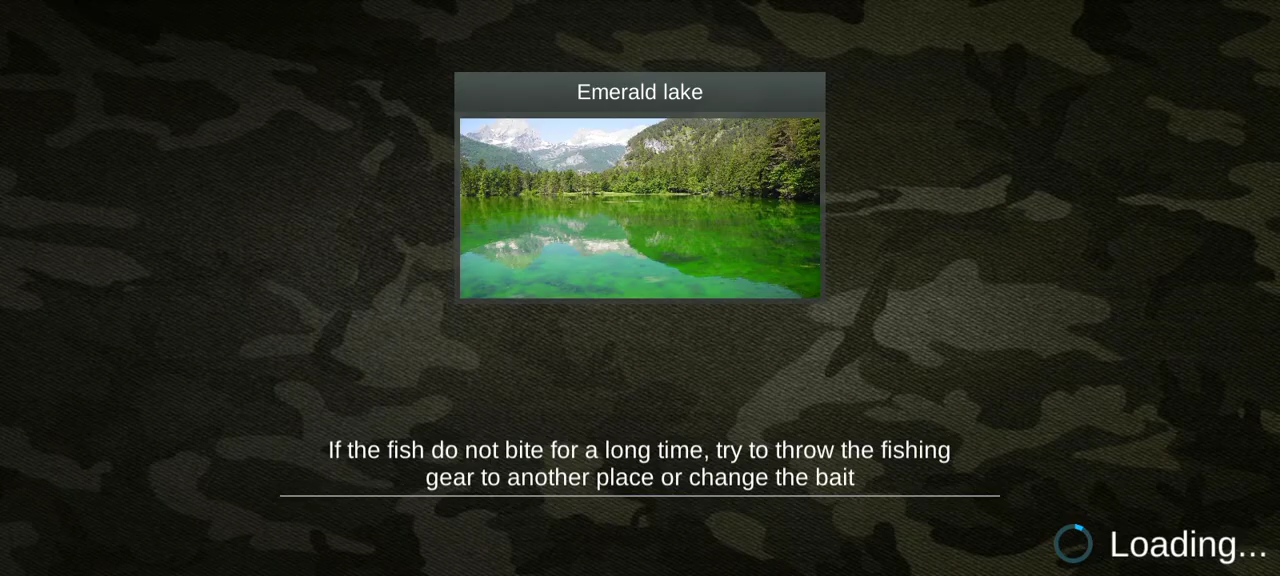 Emerald lake
If the fish do not bite for a long time, try to throw the fishing
gear to another place or change the bait
Loading...